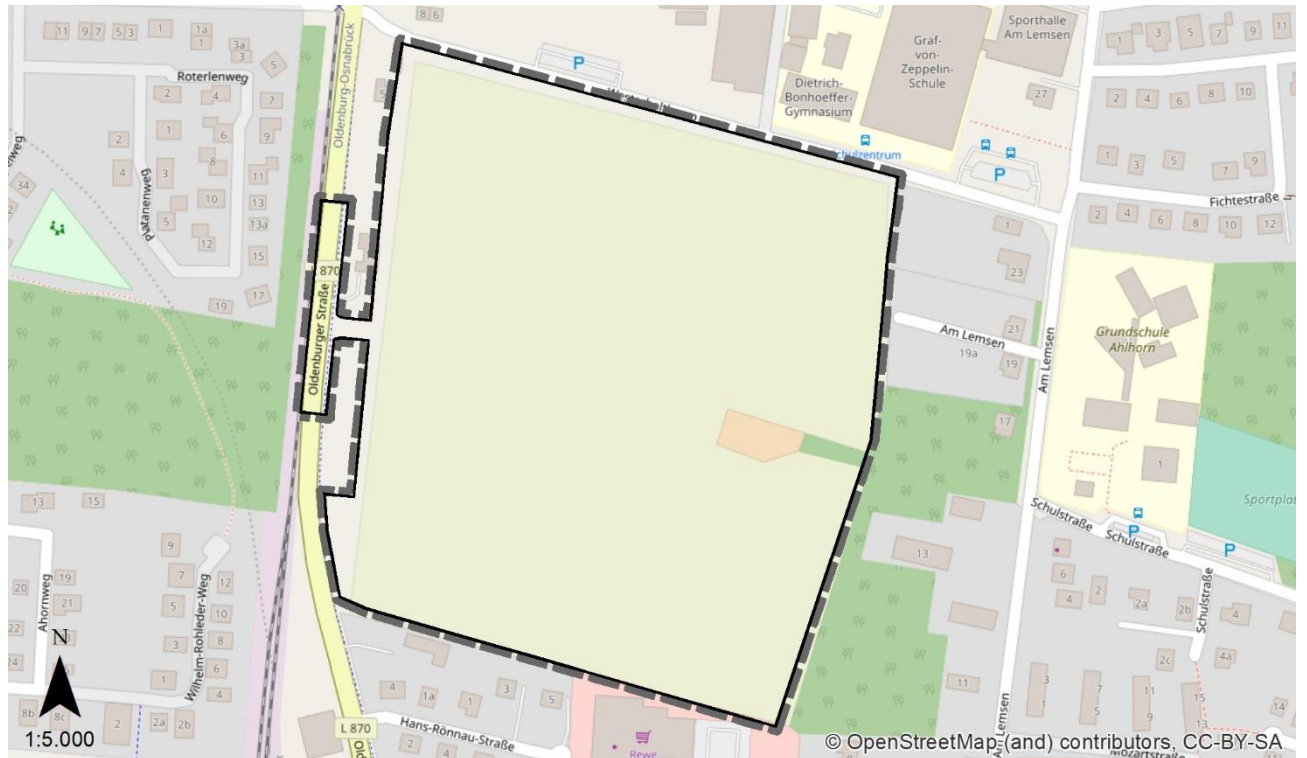 11 9 7 5 3 1 1a
1
3a
3
5
Roterlenweg
2 4 7
1 6 9
2
4 3 8 11
10 13
5 13a
12 15
Platanenweg
34
17
19
Oldenburg-Osnabrück
8 6
P
Sporthalle
Am Lemsen
Graf-
von-
Zeppelin-
Schule
Dietrich-
Bonhoeffer-
Gymnasium
27
P
1 3 5 7 9 11
2 4 6 8 10
1 3 5 7 9
Fichtestraße
2 4 6 8 10 12
870
Oldenburger Straße
1
23
Am Lemsen
21
19a
19
17
Am Lemsen
Grundschule
Ahlhorn
1
Schulstraße
P
Schulstraße
P
13
6
4 2 2a 2b 4
Schulstraße
2c 4a
11
3 7 11 15
1 5 9 13
13 15
9
7 12
5 10
3 8
6
1 4
Wilhelm-Rohleder-Weg
19
20
21
22
24
Ahornweg
8b 8c 2 2a 2b
N
1:5.000
4 1a 1 3 5
Hans-Rönnau-Straße
2 4
L 870
Rewe
Am Lemsen
© OpenStreetMap (and) contributors, CC-BY-SA